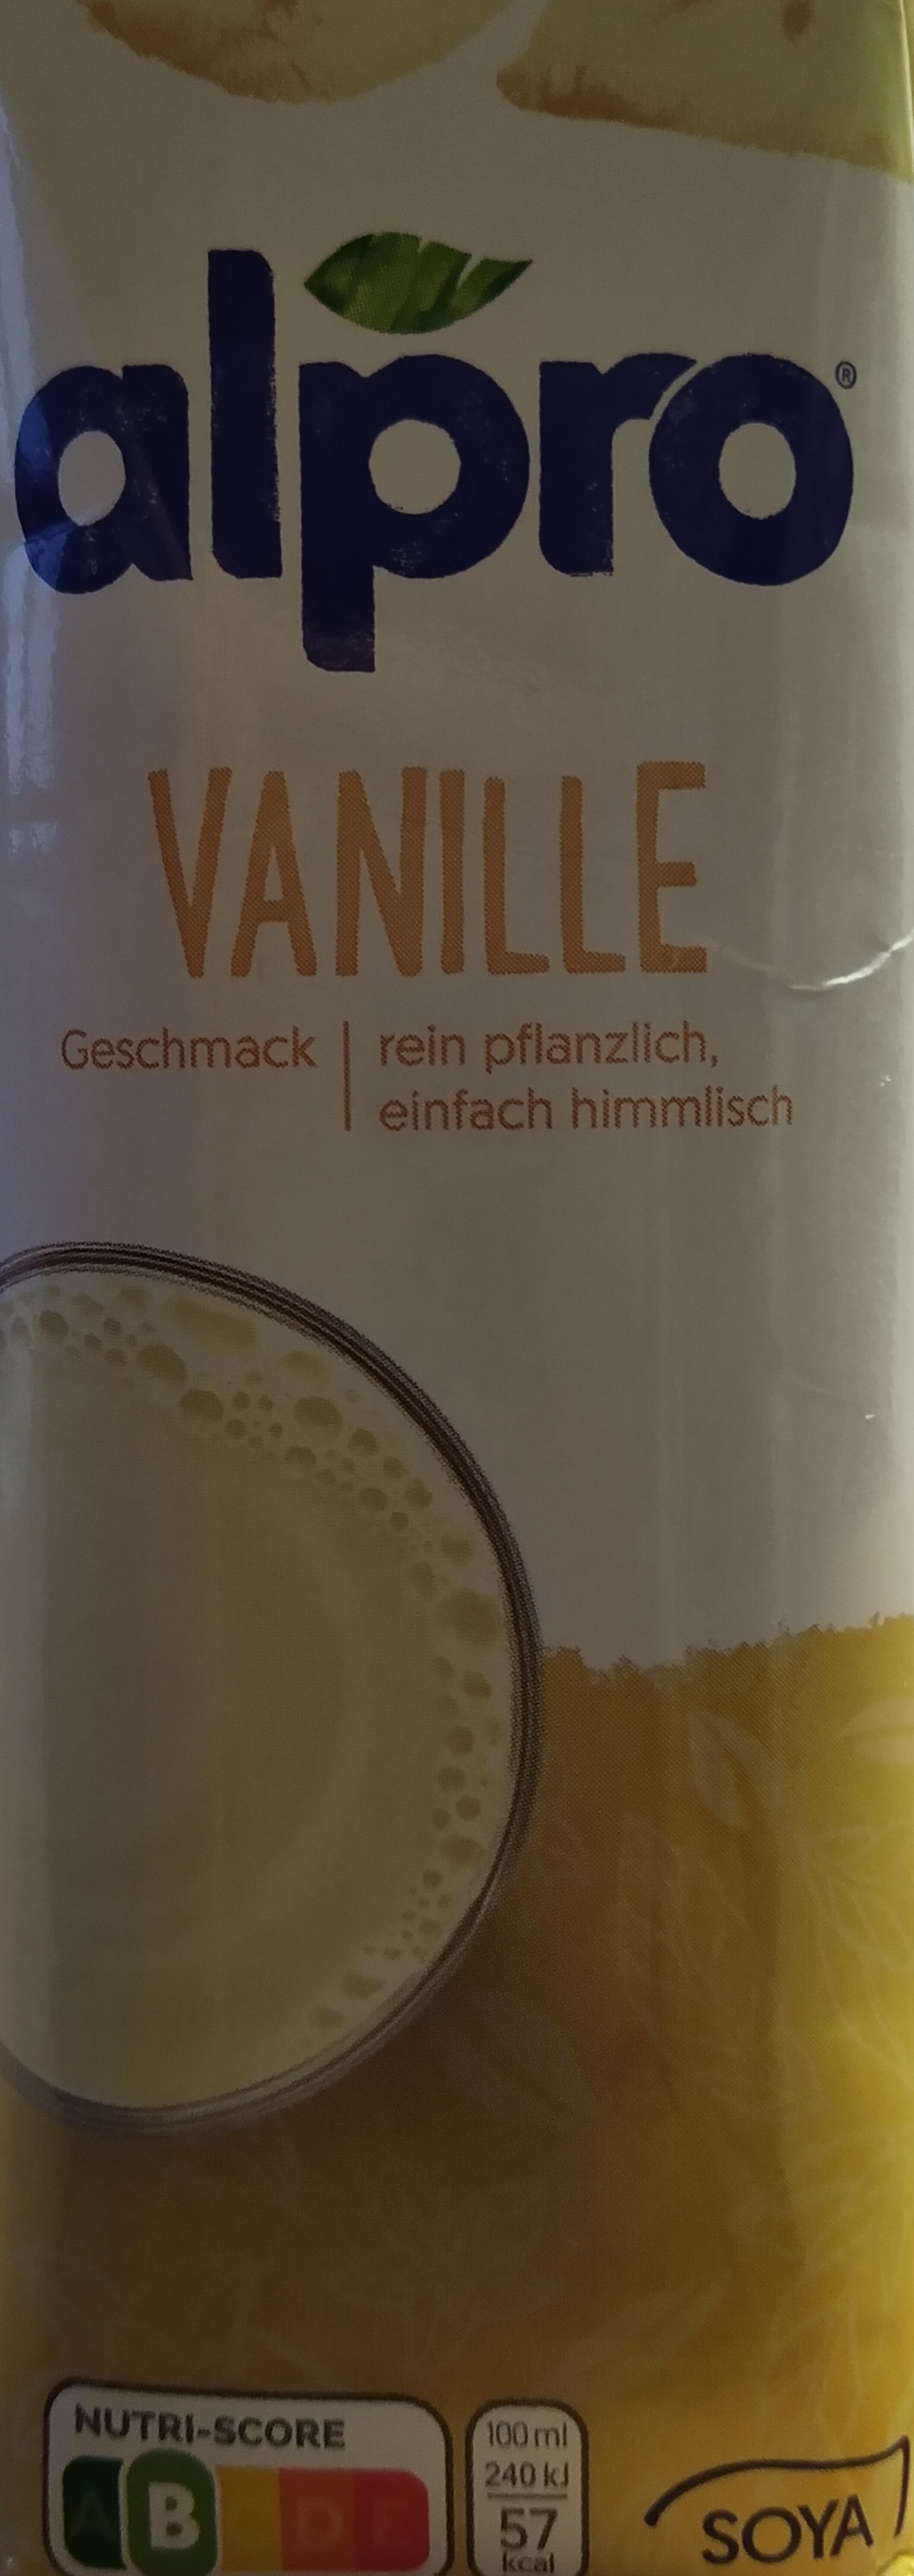 alpro®
VANILLE
Geschmack | rein pflanzlich,
einfach himmlisch
NUTRI-SCORE
A B D E
100 ml
240 kJ
57
kcal
SOYA